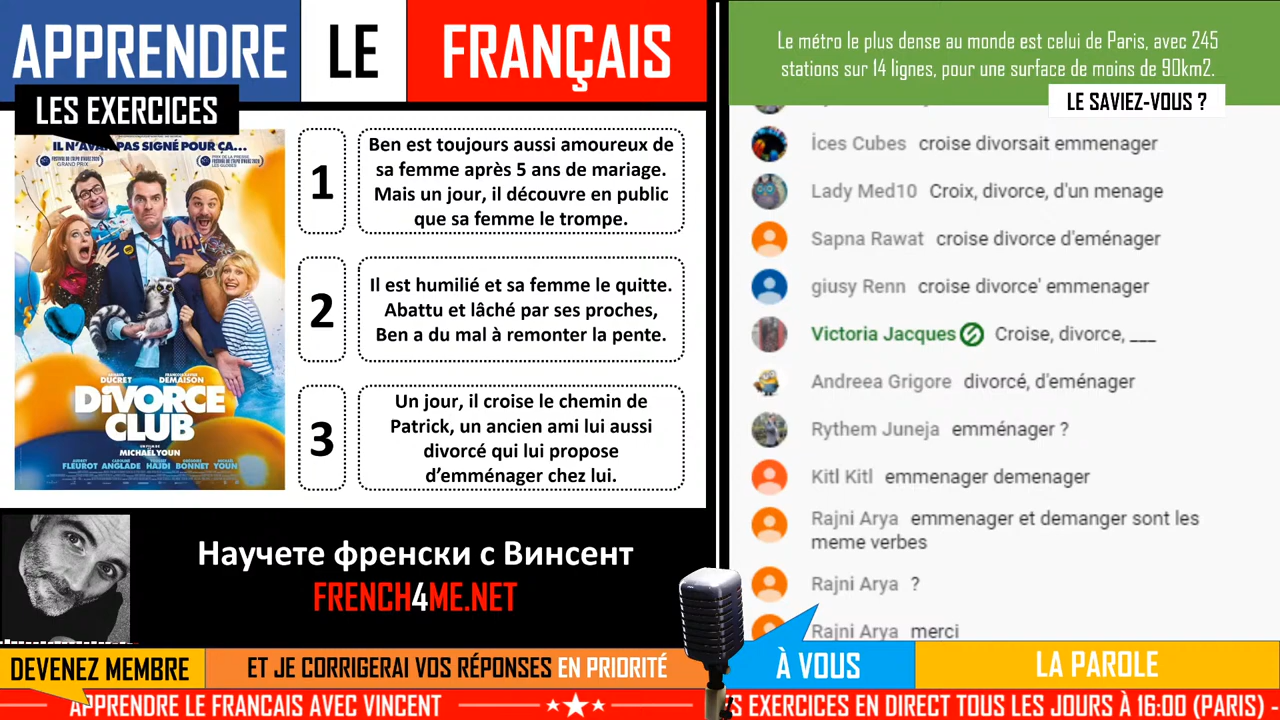 APPRENDRE LE FRANÇAIS
LES EXERCICES
IL N'AVAIT PAS SIGNÉ POUR ÇA...
DiVORCE
CLUB
UN FILM DE
MICHAËL YOUN
1
Ben est toujours aussi amoureux de
sa femme après 5 ans de mariage.
Mais un jour, il découvre en public
que sa femme le trompe.
2
Il est humilié et sa femme le quitte.
Abattu et lâché par ses proches,
Ben a du mal à remonter la pente.
3
Un jour, il croise le chemin de
Patrick, un ancien ami lui aussi
divorcé qui lui propose
d'emménager chez lui.
Научете френски с Винсент
FRENCH4ME.NET
DEVENEZ MEMBRE
ET JE CORRIGERAI VOS RÉPONSES EN PRIORITÉ
APPRENDRE LE FRANCAIS AVEC VINCENT
Le métro le plus dense au monde est celui de Paris, avec 245
stations sur 14 lignes, pour une surface de moins de 90km2.
LE SAVIEZ-VOUS ?
İces Cubes croise divorsait emmenager
Lady Med10 Croix, divorce, d'un menage
Sapna Rawat croise divorce d'eménager
giusy Renn croise divorce' emmenager
Victoria Jacques Croise, divorce, ___
Andreea Grigore divorcé, d'eménager
Rythem Juneja emménager ?
Kitl Kitl emmenager demenager
Rajni Arya emmenager et demanger sont les
meme verbes
Rajni Arya ?
Rajni Arya merci
À VOUS
LA PAROLE
S EXERCICES EN DIRECT TOUS LES JOURS À 16:00 (PARIS) -